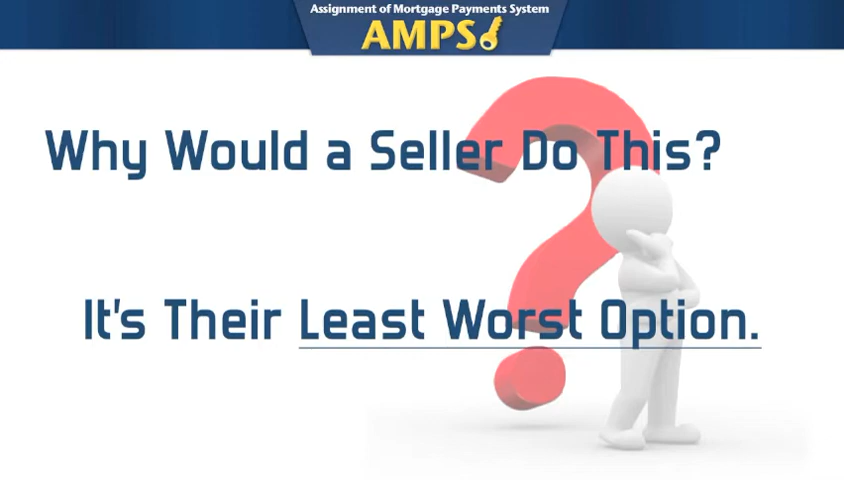 Assignment of Mortgage Payments System
AMPS
Why Would a Seller Do This?
It's Their Least Worst Option.